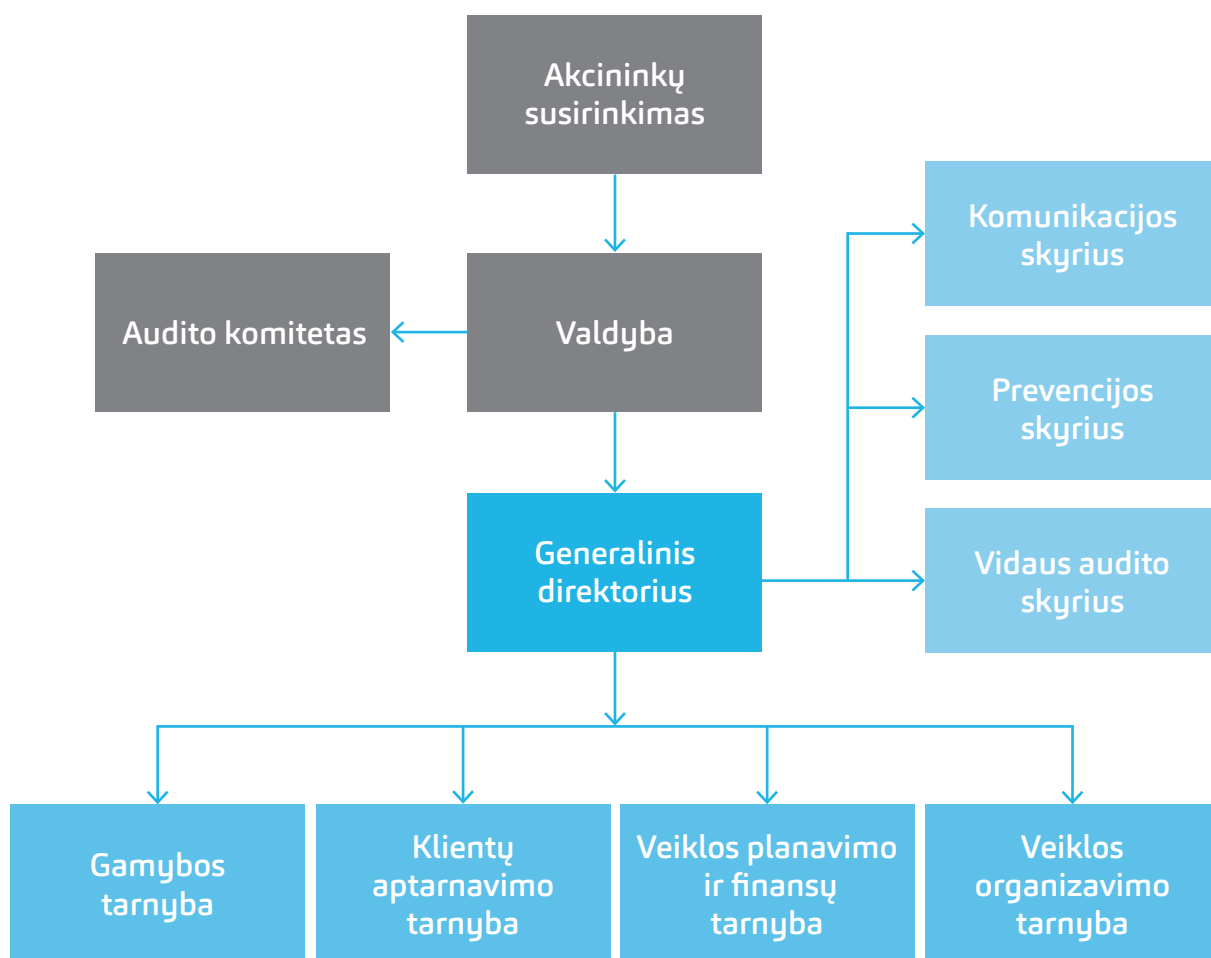 Akcininkų
susirinkimas
Komunikacijos
skyrius
Audito komitetas
Valdyba
Prevencijos
skyrius
Generalinis
direktorius
Vidaus audito
skyrius
Gamybos
tarnyba
Klientų
aptarnavimo
tarnyba
Veiklos planavimo
ir finansų
tarnyba
Veiklos
organizavimo
tarnyba